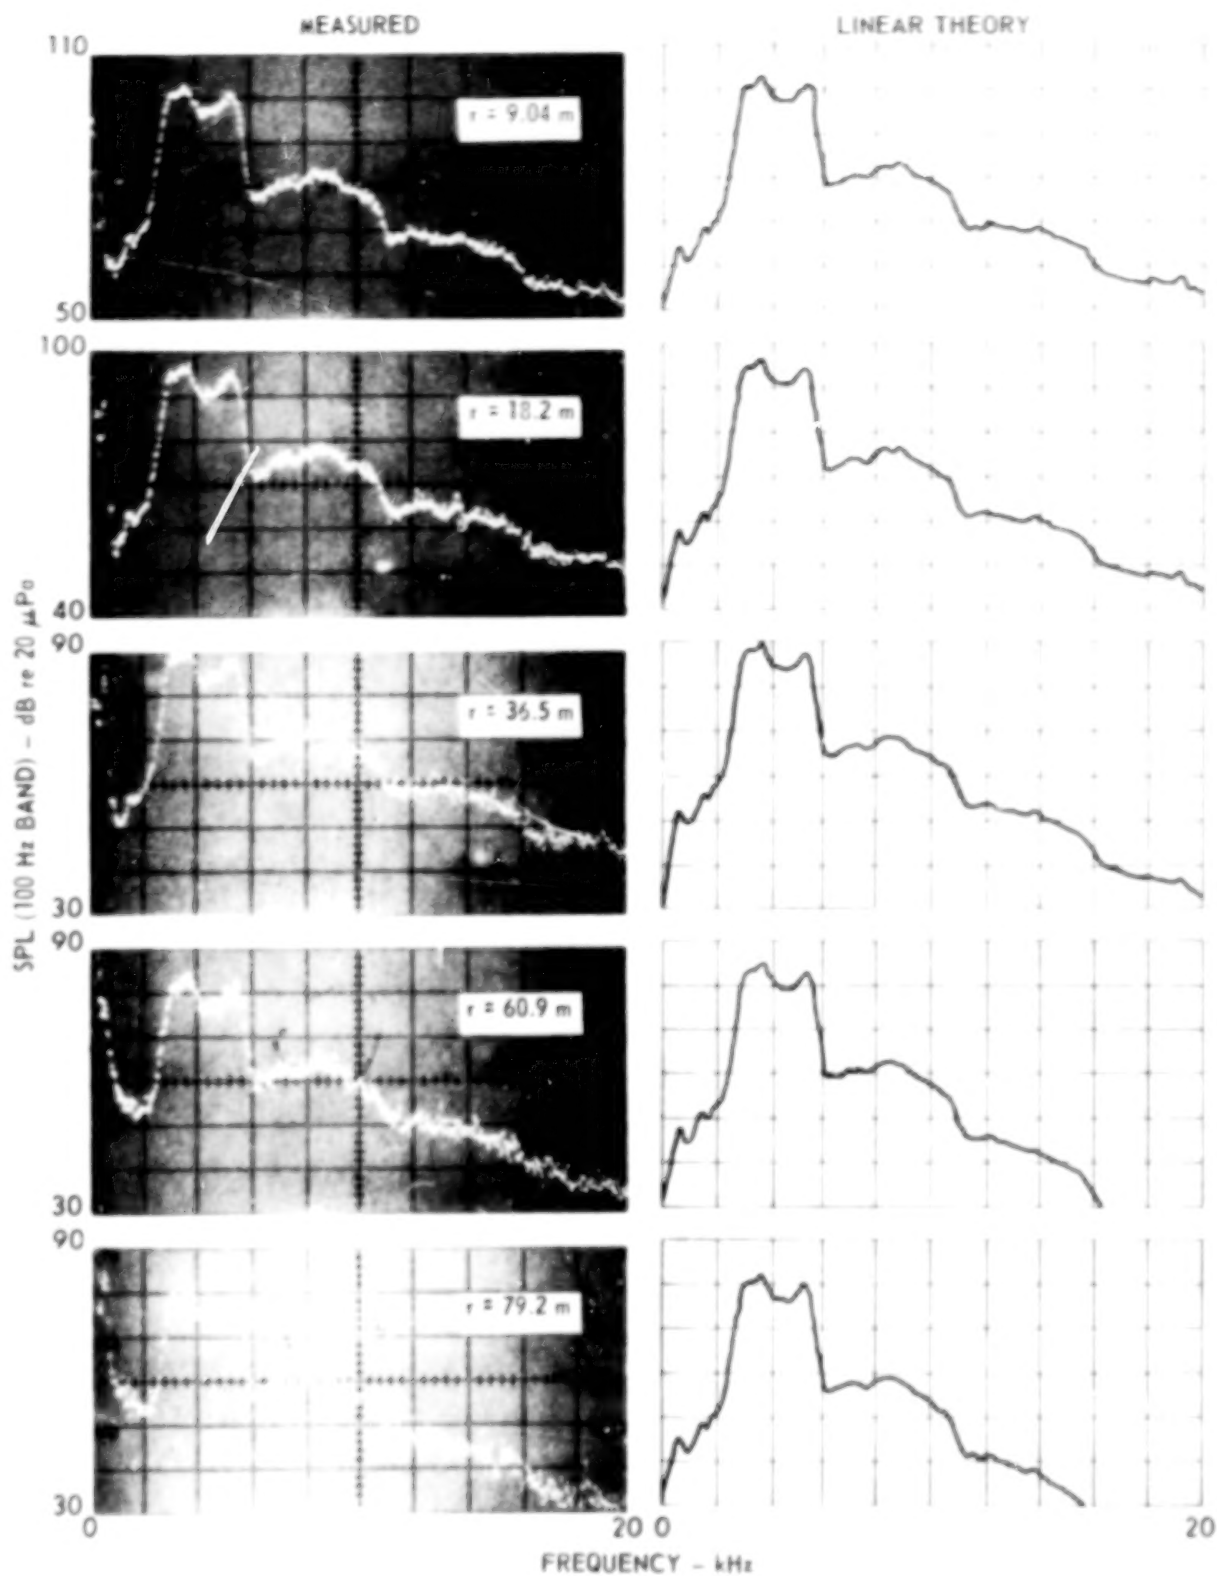 MEASURED
LINEAR THEORY
110
r = 9.04 m
50
100
r = 18.2 m
40
90
r = 36.5 m
30
90
r = 60.9 m
30
90
r = 79.2 m
30
0
20
0
20
SPL (100 Hz BAND) – dB re 20 μPa
FREQUENCY – kHz